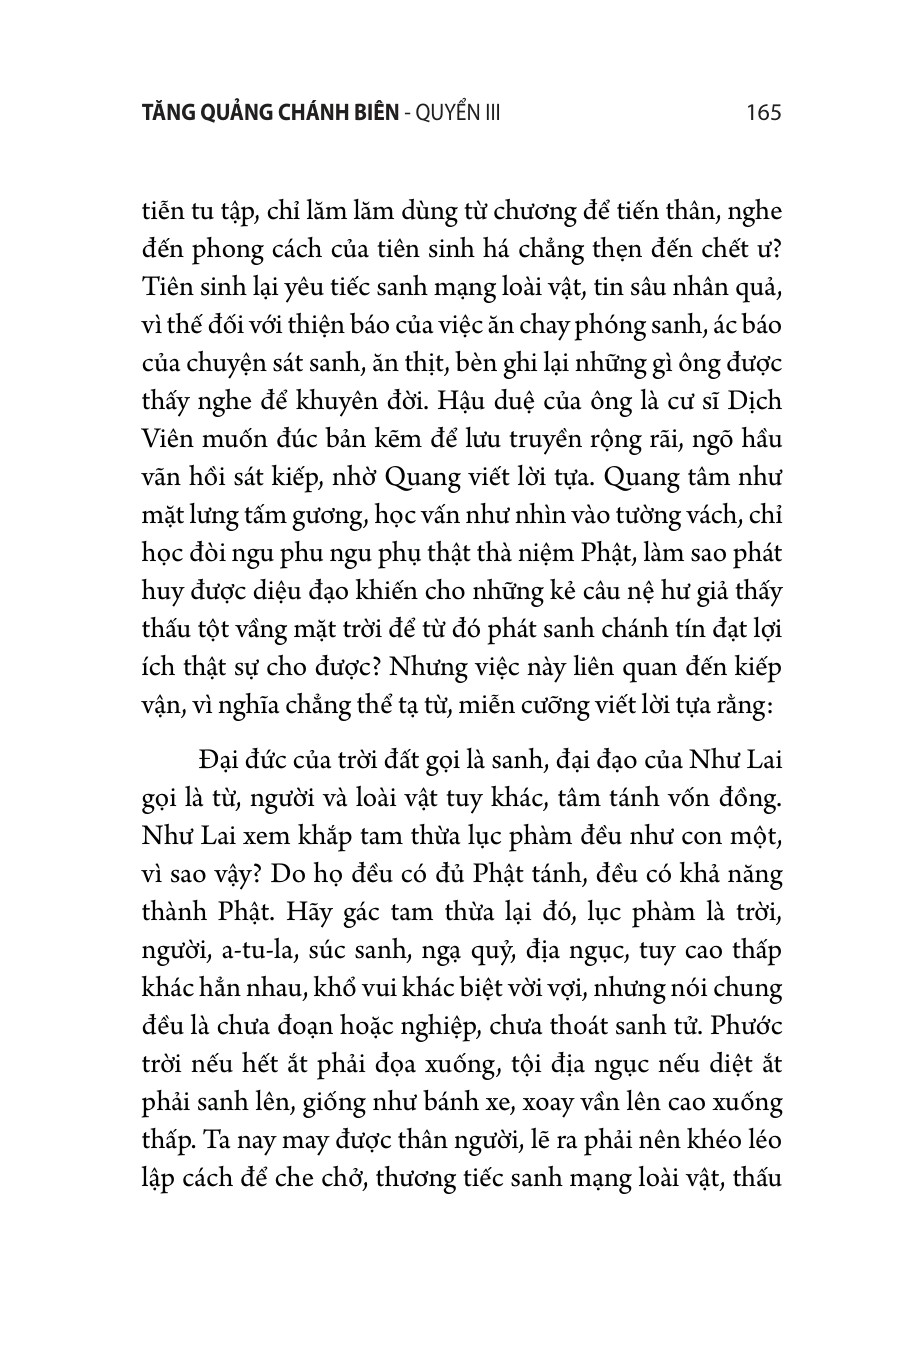 TĂNG QUẢNG CHÁNH BIÊN - QUYỂN III 165
tiễn tu tập, chỉ lăm lăm dùng từ chương để tiến thân, nghe
đến phong cách của tiên sinh há chẳng thẹn đến chết ư?
Tiên sinh lại yêu tiếc sanh mạng loài vật, tin sâu nhân quả,
vì thế đối với thiện báo của việc ăn chay phóng sanh, ác báo
của chuyện sát sanh, ăn thịt, bèn ghi lại những gì ông được
thấy nghe để khuyên đời. Hậu duệ của ông là cư sĩ Dịch
Viên muốn đúc bản kẽm để lưu truyền rộng rãi, ngõ hầu
vãn hồi sát kiếp, nhờ Quang viết lời tựa. Quang tâm như
mặt lưng tấm gương, học vấn như nhìn vào tường vách, chỉ
học đòi ngu phu ngu phụ thật thà niệm Phật, làm sao phát
huy được diệu đạo khiến cho những kẻ câu nệ hư giả thấy
thấu tột vầng mặt trời để từ đó phát sanh chánh tín đạt lợi
ích thật sự cho được? Nhưng việc này liên quan đến kiếp
vận, vì nghĩa chẳng thể tạ từ, miễn cưỡng viết lời tựa rằng:
Đại đức của trời đất gọi là sanh, đại đạo của Như Lai
gọi là từ, người và loài vật tuy khác, tâm tánh vốn đồng.
Như Lai xem khắp tam thừa lục phàm đều như con một,
vì sao vậy? Do họ đều có đủ Phật tánh, đều có khả năng
thành Phật. Hãy gác tam thừa lại đó, lục phàm là trời,
người, a-tu-la, súc sanh, ngạ quỷ, địa ngục, tuy cao thấp
khác hẳn nhau, khổ vui khác biệt vời vợi, nhưng nói chung
đều là chưa đoạn hoặc nghiệp, chưa thoát sanh tử. Phước
trời nếu hết ắt phải đọa xuống, tội địa ngục nếu diệt ắt
phải sanh lên, giống như bánh xe, xoay vần lên cao xuống
thấp. Ta nay may được thân người, lẽ ra phải nên khéo léo
lập cách để che chở, thương tiếc sanh mạng loài vật, thấu